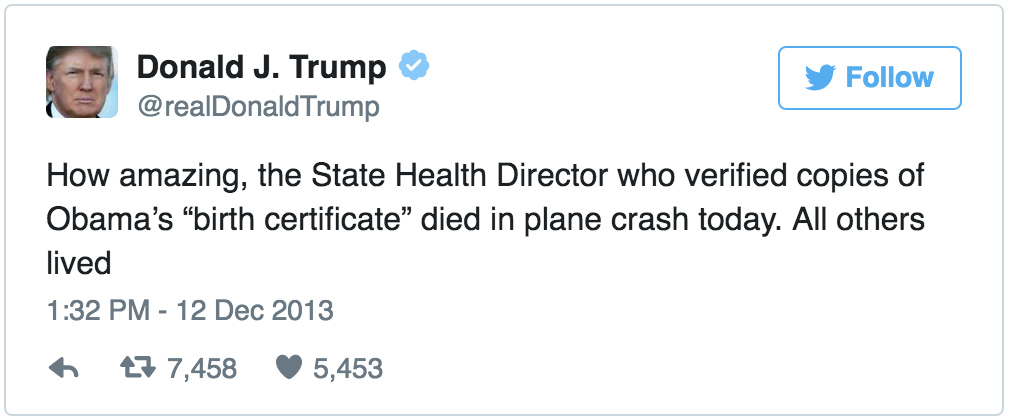 Donald J. Trump
@realDonaldTrump
Follow
How amazing, the State Health Director who verified copies of
Obama’s “birth certificate” died in plane crash today. All others
lived
1:32 PM - 12 Dec 2013
7,458 5,453